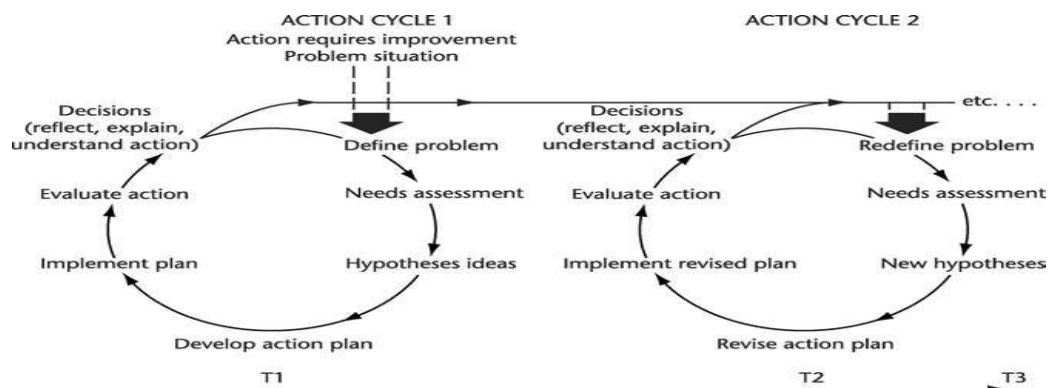 ACTION CYCLE 1
Action requires improvement
Problem situation
Decisions
(reflect, explain,
understand action)
Define problem
Evaluate action
Needs assessment
Implement plan
Hypotheses ideas
Develop action plan
T1
ACTION CYCLE 2
etc. . . .
Decisions
(reflect, explain,
understand action)
Redefine problem
Evaluate action
Needs assessment
Implement revised plan
New hypotheses
Revise action plan
T2
T3